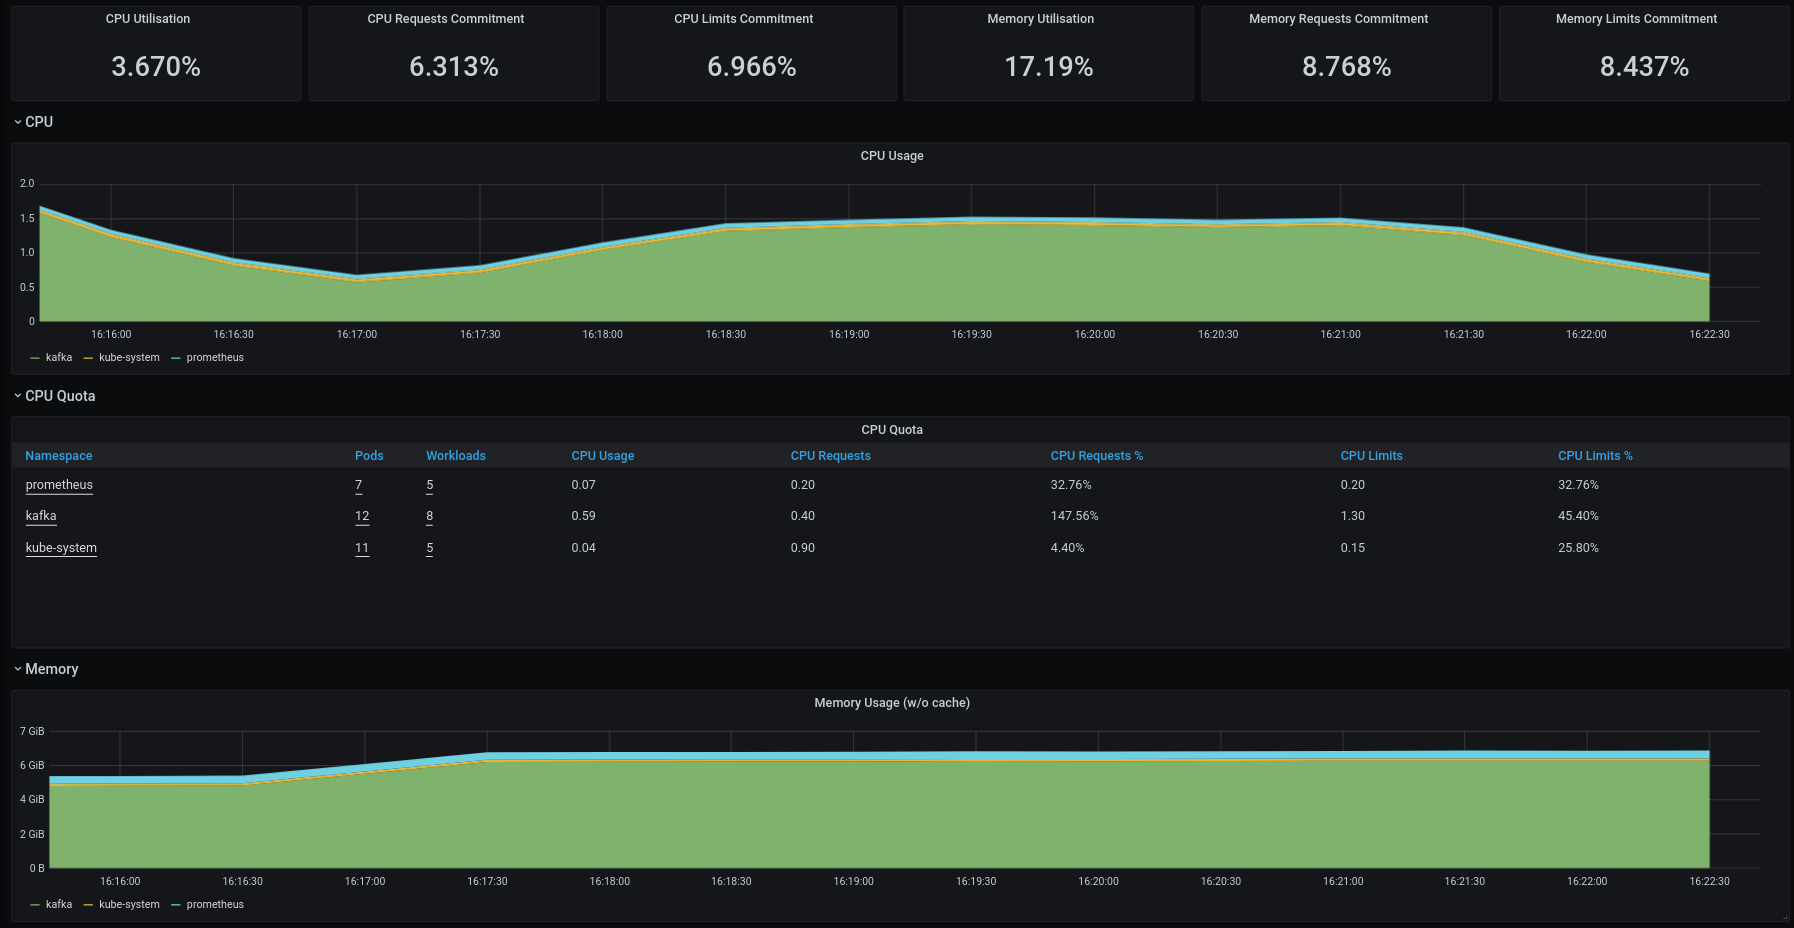 CPU Utilisation CPU Requests Commitment CPU Limits Commitment Memory Utilisation Memory Requests Commitment Memory Limits Commitment
3.670% 6.313% 6.966% 17.19% 8.768% 8.437%
CPU
CPU Usage
2.0
1.5
1.0
0.5
0
16:16:00 16:16:30 16:17:00 16:17:30 16:18:00 16:18:30 16:19:00 16:19:30 16:20:00 16:20:30 16:21:00 16:21:30 16:22:00 16:22:30
kafka kube-system prometheus
CPU Quota
CPU Quota
Namespace Pods Workloads CPU Usage CPU Requests CPU Requests % CPU Limits CPU Limits %
prometheus 7 5 0.07 0.20 32.76% 0.20 32.76%
kafka 12 8 0.59 0.40 147.56% 1.30 45.40%
kube-system 11 5 0.04 0.90 4.40% 0.15 25.80%
Memory
Memory Usage (w/o cache)
7 GiB
6 GiB
4 GiB
2 GiB
0 B
16:16:00 16:16:30 16:17:00 16:17:30 16:18:00 16:18:30 16:19:00 16:19:30 16:20:00 16:20:30 16:21:00 16:21:30 16:22:00 16:22:30
kafka kube-system prometheus